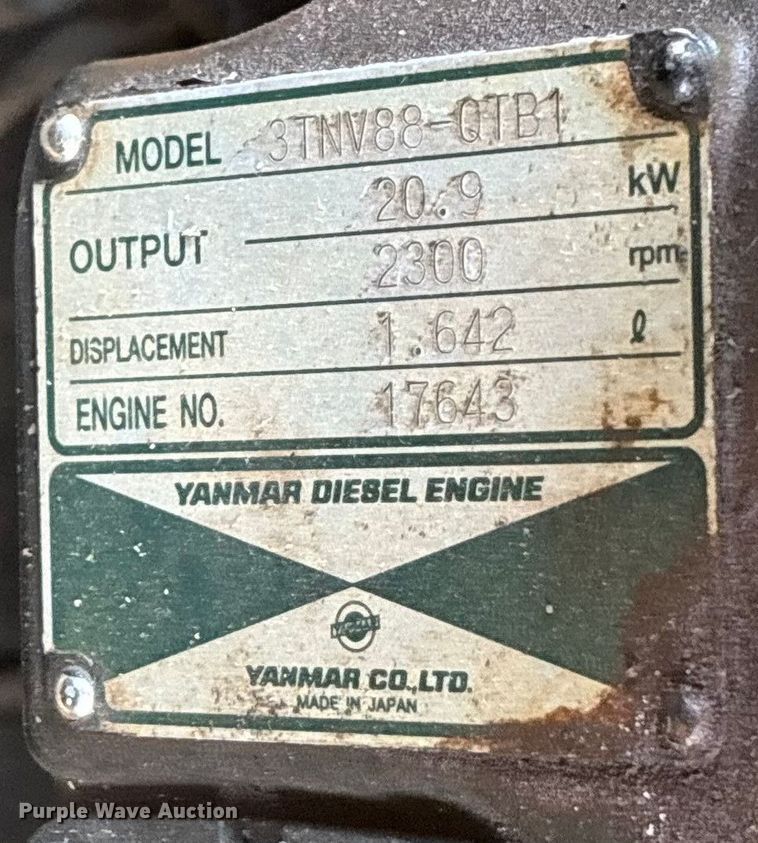 MODEL 3TNV88-QTB1
OUTPUT 20.9 kW
2300 rpm
DISPLACEMENT 1.642 ℓ
ENGINE NO. 17643
YANMAR DIESEL ENGINE
YANMAR
YANMAR CO.,LTD.
MADE IN JAPAN
Purple Wave Auction